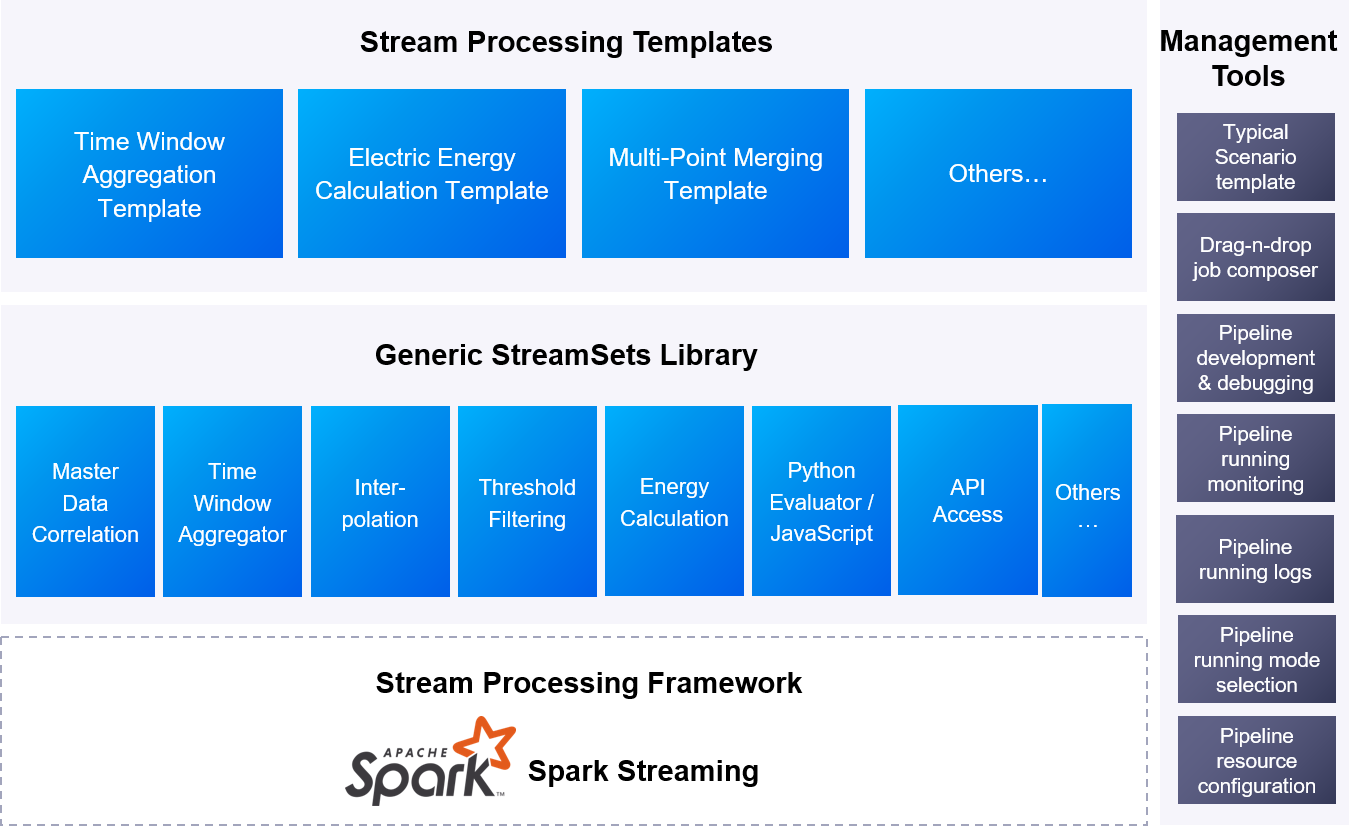 Stream Processing Templates
Time Window
Aggregation
Template
Electric Energy
Calculation Template
Multi-Point Merging
Template
Others…
Generic StreamSets Library
Master
Data
Correlation
Time
Window
Aggregator
Inter-
polation
Threshold
Filtering
Energy
Calculation
Python
Evaluator /
JavaScript
API
Access
Others
…
Stream Processing Framework
APACHE
Spark™
Spark Streaming
Management
Tools
Typical
Scenario
template
Drag-n-drop
job composer
Pipeline
development
& debugging
Pipeline
running
monitoring
Pipeline
running logs
Pipeline
running mode
selection
Pipeline
resource
configuration